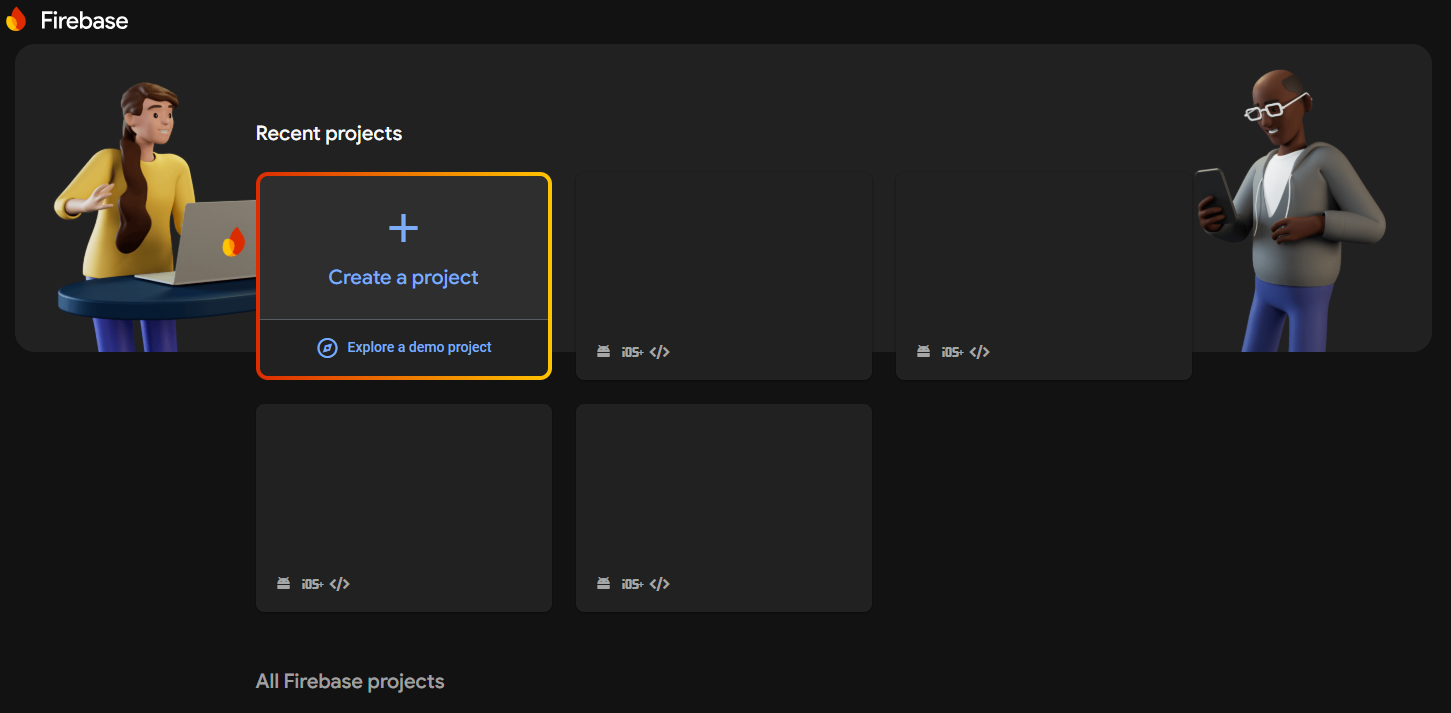 Firebase
Recent projects
Create a project
Explore a demo project
iOS+ </>
iOS+ </>
iOS+ </>
iOS+ </>
All Firebase projects